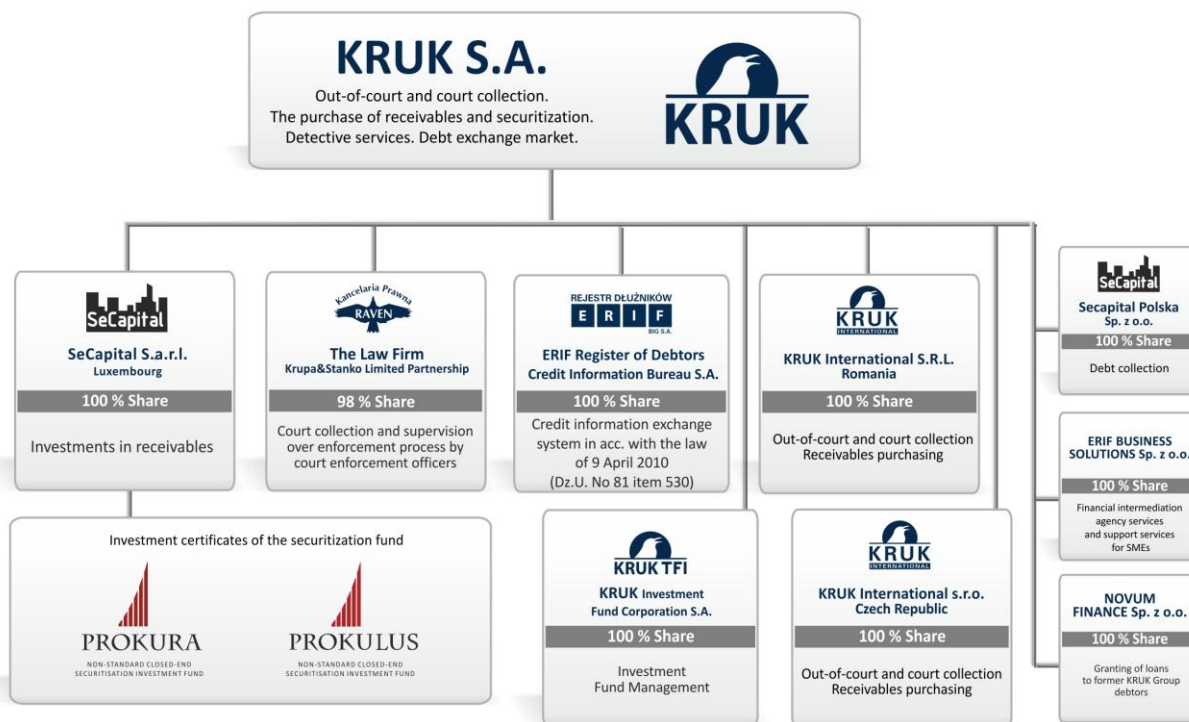 KRUK S.A.
Out-of-court and court collection.
The purchase of receivables and securitization.
Detective services. Debt exchange market.
KRUK
SeCapital
SeCapital S.a.r.l.
Luxembourg
100 % Share
Investments in receivables
Kancelaria Prawna
RAVEN
The Law Firm
Krupa&Stanko Limited Partnership
98 % Share
Court collection and supervision
over enforcement process by
court enforcement officers
REJESTR DŁUŻNIKÓW
ERIF
BIG S.A.
ERIF Register of Debtors
Credit Information Bureau S.A.
100 % Share
Credit information exchange
system in acc. with the law
of 9 April 2010
(Dz.U. No 81 item 530)
KRUK
INTERNATIONAL
KRUK International S.R.L.
Romania
100 % Share
Out-of-court and court collection
Receivables purchasing
SeCapital
Secapital Polska
Sp. z o.o.
100 % Share
Debt collection
ERIF BUSINESS
SOLUTIONS Sp. z o.o.
100 % Share
Financial intermediation
agency services
and support services
for SMEs
NOVUM
FINANCE Sp. z o.o.
100 % Share
Granting of loans
to former KRUK Group
debtors
Investment certificates of the securitization fund
PROKURA
NON-STANDARD CLOSED-END
SECURITISATION INVESTMENT FUND
PROKULUS
NON-STANDARD CLOSED-END
SECURITISATION INVESTMENT FUND
KRUK TFI
KRUK Investment
Fund Corporation S.A.
100 % Share
Investment
Fund Management
KRUK
INTERNATIONAL
KRUK International s.r.o.
Czech Republic
100 % Share
Out-of-court and court collection
Receivables purchasing